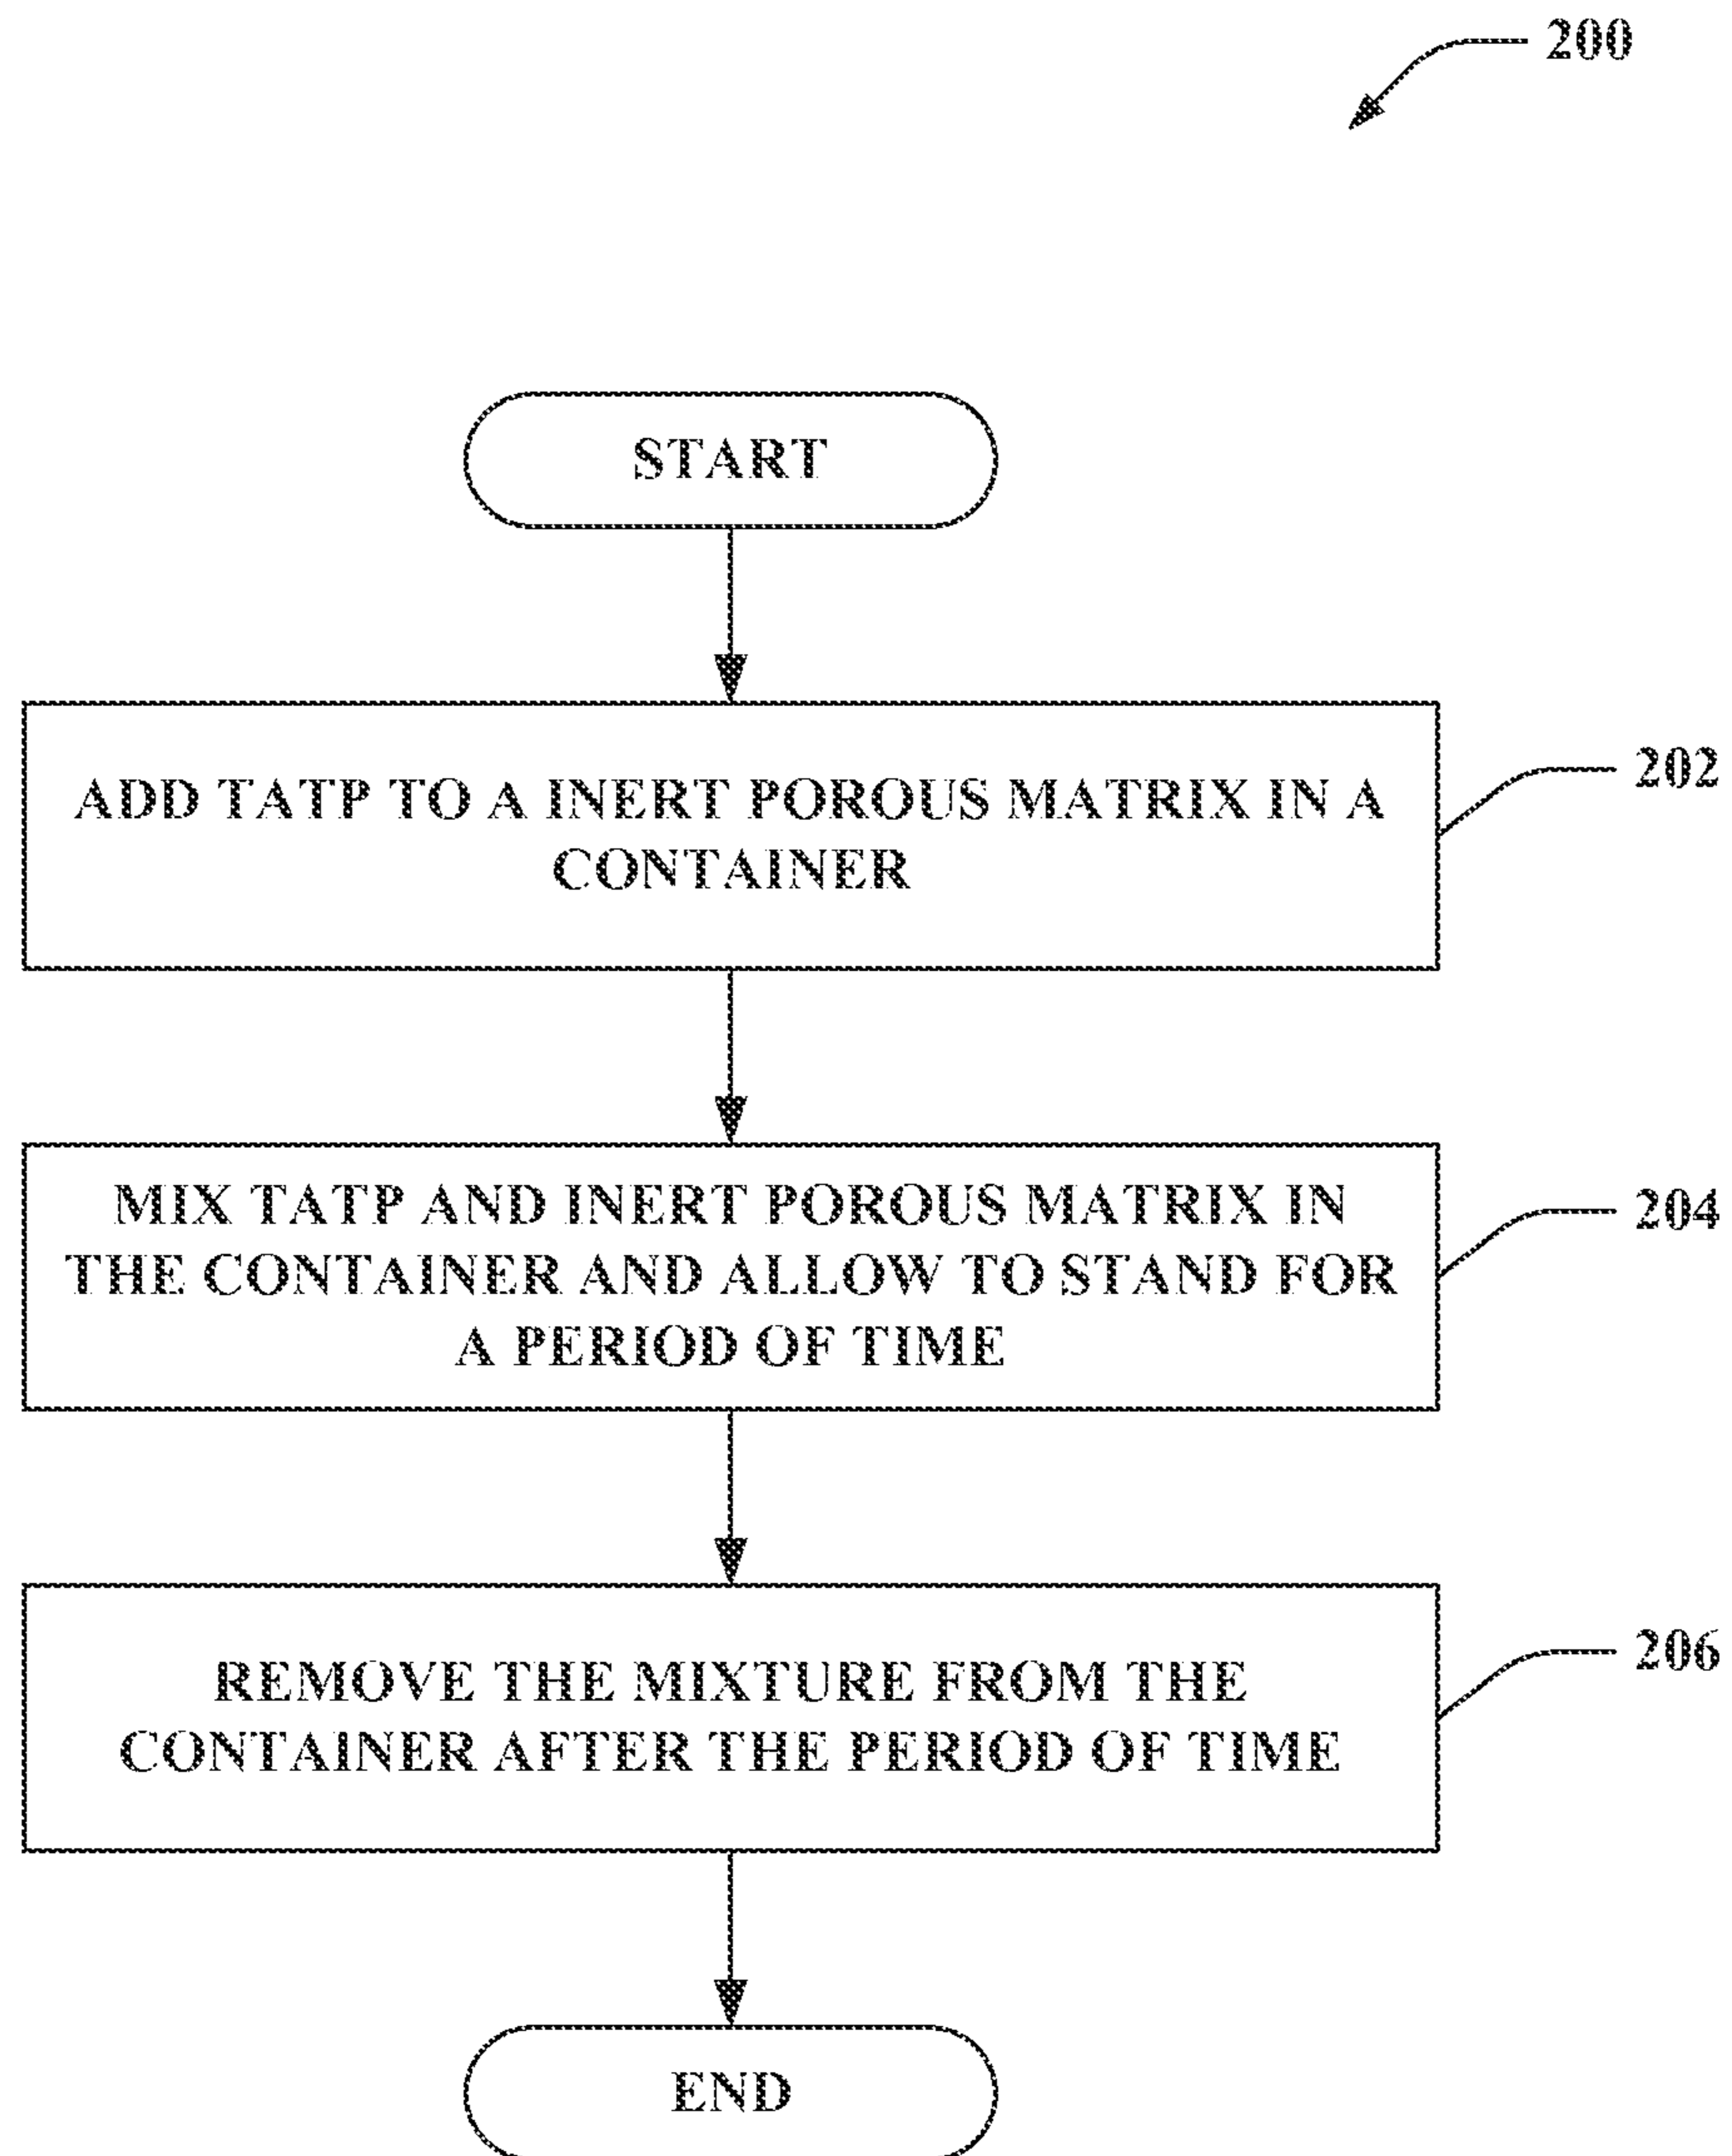 200
START
ADD TATP TO A INERT POROUS MATRIX IN A
CONTAINER
202
MIX TATP AND INERT POROUS MATRIX IN
THE CONTAINER AND ALLOW TO STAND FOR
A PERIOD OF TIME
204
REMOVE THE MIXTURE FROM THE
CONTAINER AFTER THE PERIOD OF TIME
206
END